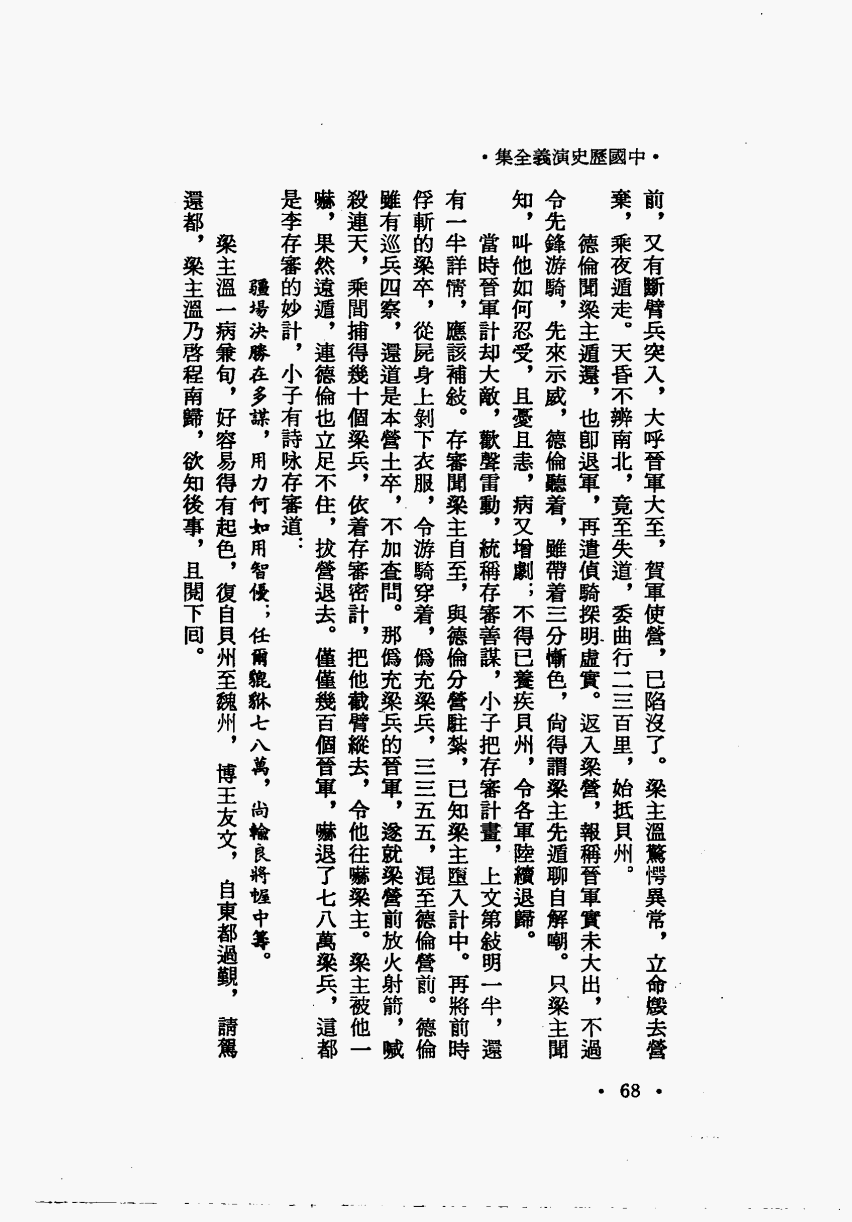 •中國歷史演義全集•
前，又有斷臂兵突入，大呼晉軍大至，賀軍使營，已陷沒了。梁主溫驚愕異常，立命燬去營
棄，乘夜遁走。天昏不辨南北，竟至失道，委曲行二三百里，始抵貝州。
德倫聞梁主遁還，也卽退軍，再遣偵騎探明虛實。返入梁營，報稱晉軍實未大出，不過
令先鋒游騎，先來示威，德倫聽着，雖帶着三分慚色，尙得謂梁主先遁聊自解嘲。只梁主聞
知，叫他如何忍受，且憂且恚，病又增劇；不得已養疾貝州，令各軍陸續退歸。
當時晉軍計却大敵，歡聲雷動，統稱存審善謀，小子把存審計畫，上文第敍明一半，還
有一半詳情，應該補敍。存審聞梁主自至，與德倫分營駐紮，已知梁主墮入計中。再將前時
俘斬的梁卒，從屍身上剝下衣服，令游騎穿着，僞充梁兵，三三五五，混至德倫營前。德倫
雖有巡兵四察，還道是本營士卒，不加查問。那僞充梁兵的晉軍，遂就梁營前放火射箭，喊
殺連天，乘間捕得幾十個梁兵，依着存審密計，把他截臂縱去，令他往嚇梁主。梁主被他一
嚇，果然遠遁，連德倫也立足不住，拔營退去。僅僅幾百個晉軍，嚇退了七八萬梁兵，這都
是李存審的妙計，小子有詩咏存審道：
疆場決勝在多謀，用力何如用智優；任爾貔貅七八萬，尚輸良將幄中籌。
梁主溫一病兼旬，好容易得有起色，復自貝州至魏州，博王友文，自東都過覲，請駕
還都，梁主溫乃啓程南歸，欲知後事，且閱下回。
• 68 •